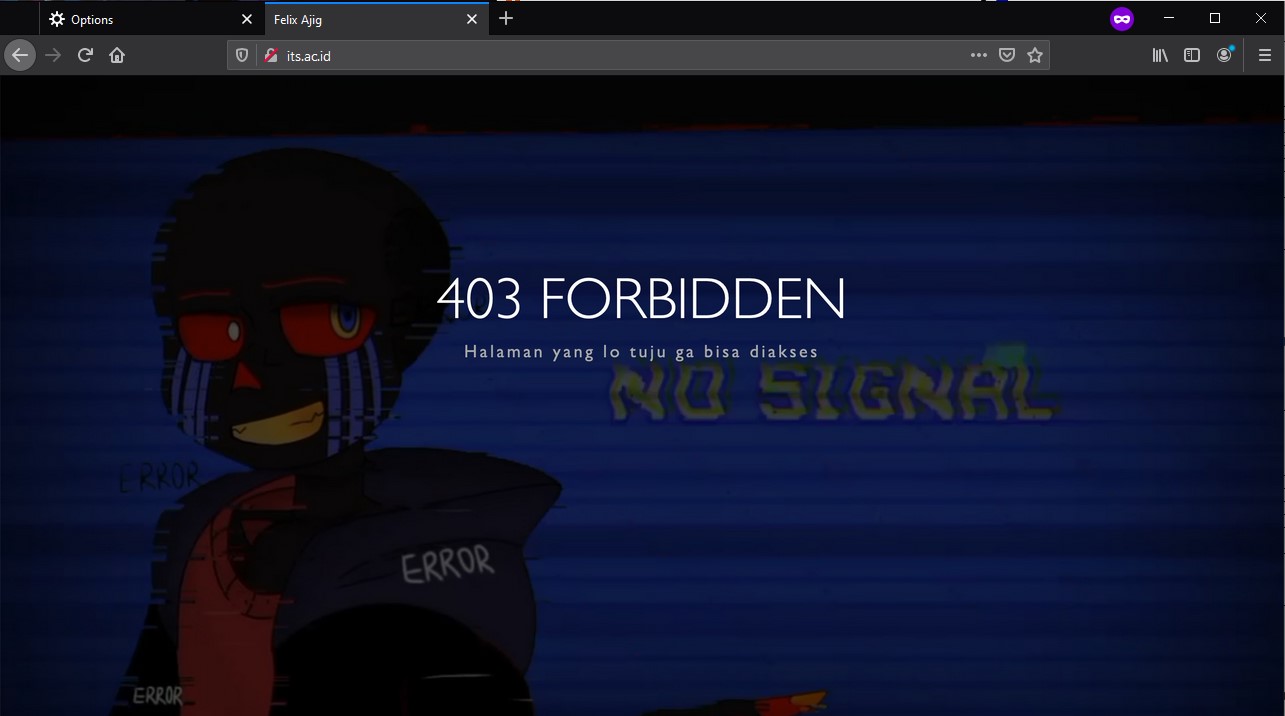 Options
Felix Ajig
its.ac.id
403 FORBIDDEN
Halaman yang lo tuju ga bisa diakses
NO SIGNAL
ERROR
ERROR
ERROR